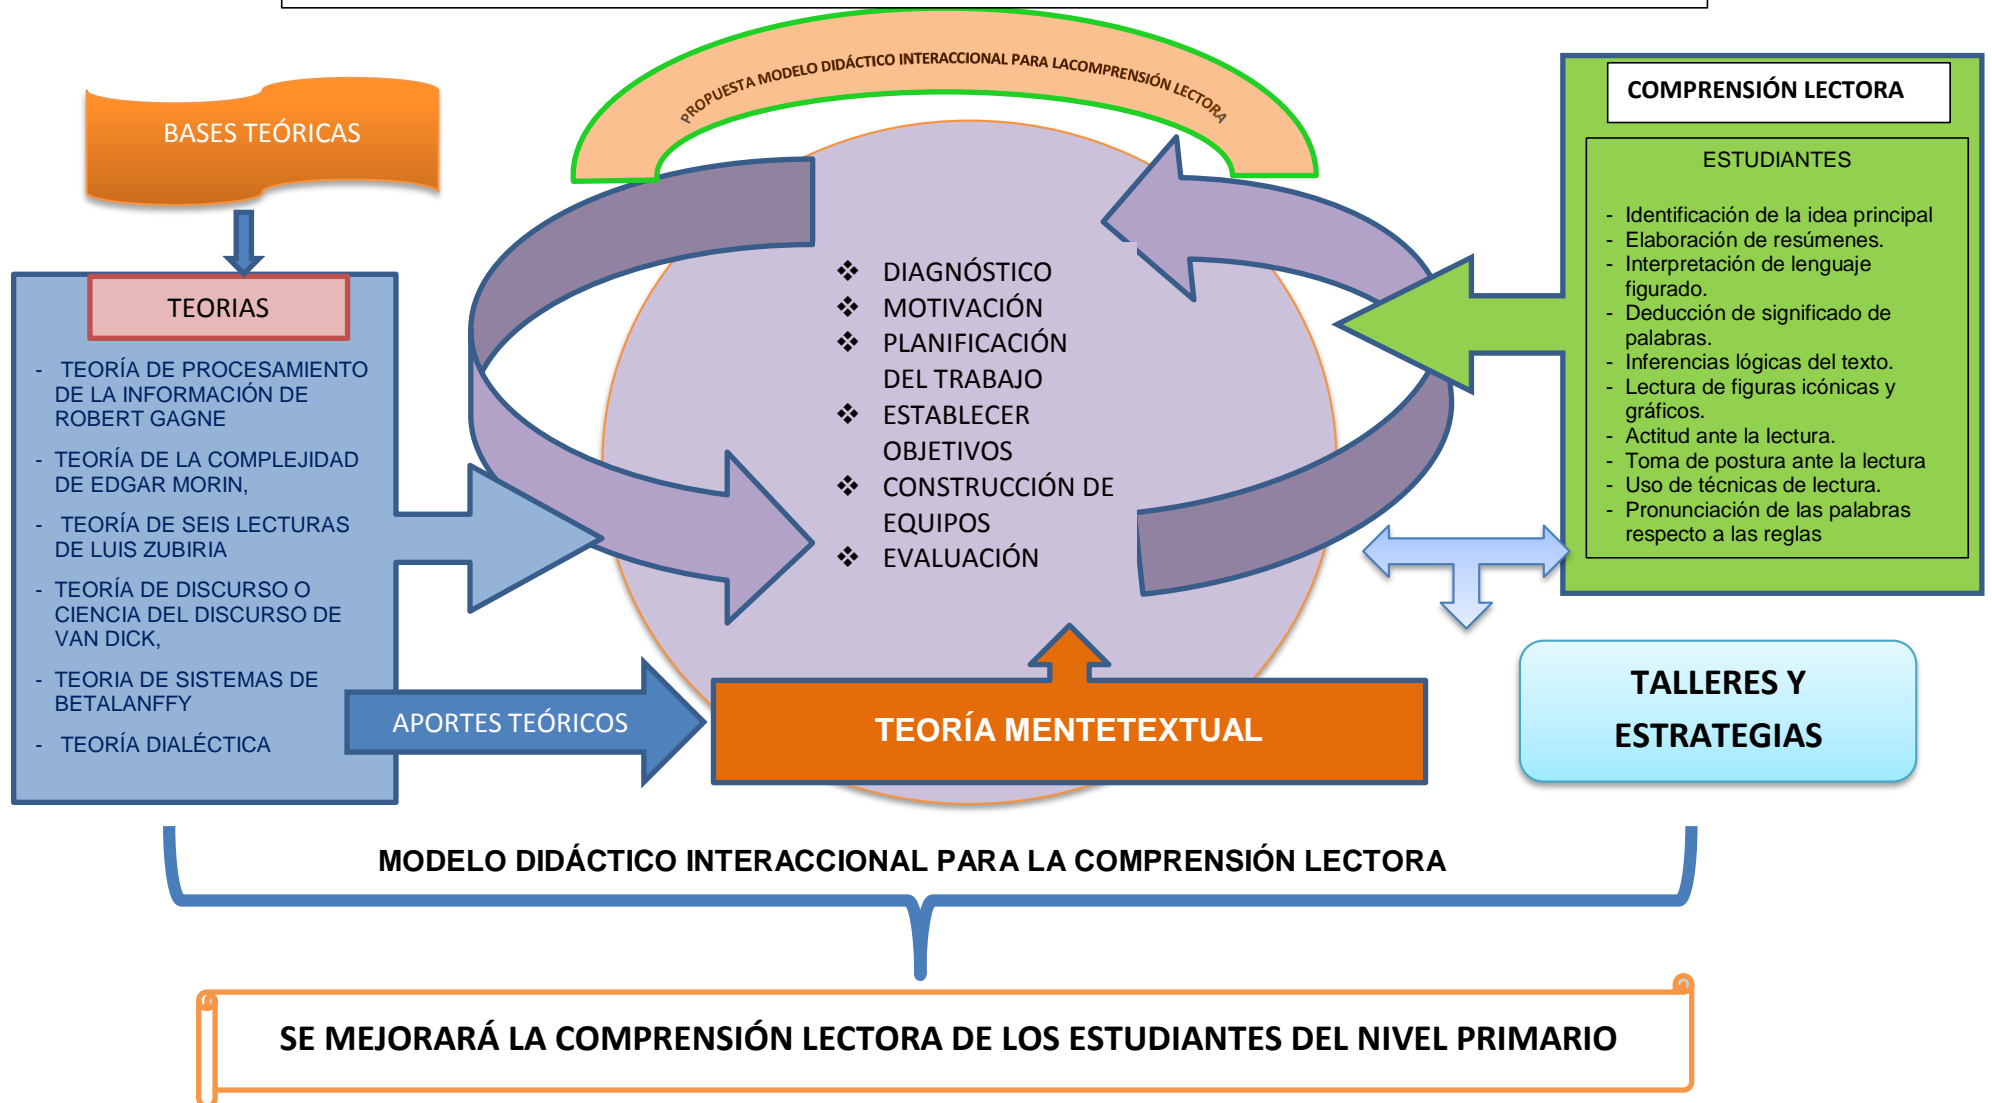 PROPUESTA MODELO DIDÁCTICO INTERACCIONAL PARA LACOMPRENSIÓN LECTORA
BASES TEÓRICAS
TEORIAS
- TEORÍA DE PROCESAMIENTO
DE LA INFORMACIÓN DE
ROBERT GAGNE
- TEORÍA DE LA COMPLEJIDAD
DE EDGAR MORIN,
- TEORÍA DE SEIS LECTURAS
DE LUIS ZUBIRIA
- TEORÍA DE DISCURSO O
CIENCIA DEL DISCURSO DE
VAN DICK,
- TEORIA DE SISTEMAS DE
BETALANFFY
- TEORÍA DIALÉCTICA
❖ DIAGNÓSTICO
❖ MOTIVACIÓN
❖ PLANIFICACIÓN
DEL TRABAJO
❖ ESTABLECER
OBJETIVOS
❖ CONSTRUCCIÓN DE
EQUIPOS
❖ EVALUACIÓN
COMPRENSIÓN LECTORA
ESTUDIANTES
- Identificación de la idea principal
- Elaboración de resúmenes.
- Interpretación de lenguaje
figurado.
- Deducción de significado de
palabras.
- Inferencias lógicas del texto.
- Lectura de figuras icónicas y
gráficos.
- Actitud ante la lectura.
- Toma de postura ante la lectura
- Uso de técnicas de lectura.
- Pronunciación de las palabras
respecto a las reglas
APORTES TEÓRICOS
TEORÍA MENTETEXTUAL
TALLERES Y
ESTRATEGIAS
MODELO DIDÁCTICO INTERACCIONAL PARA LA COMPRENSIÓN LECTORA
SE MEJORARÁ LA COMPRENSIÓN LECTORA DE LOS ESTUDIANTES DEL NIVEL PRIMARIO